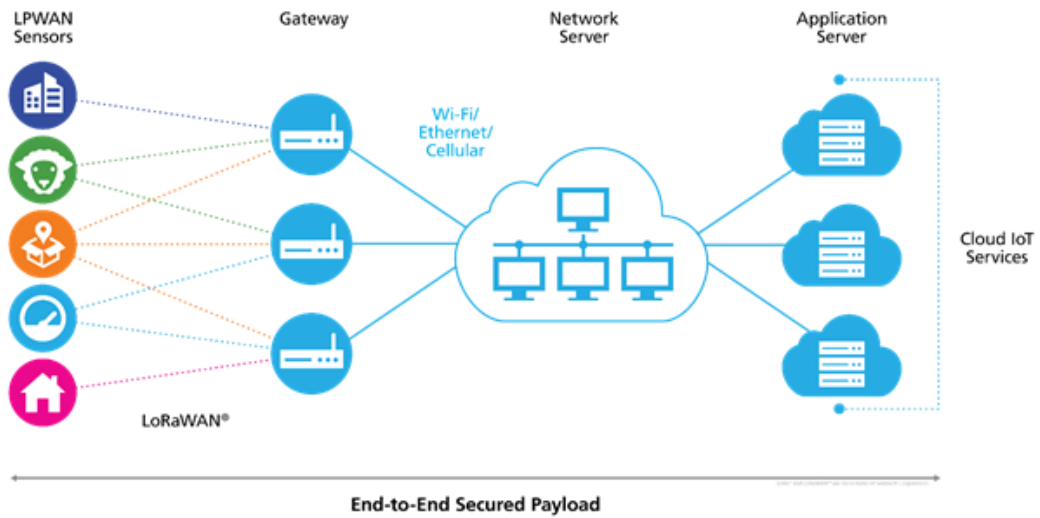 LPWAN
Sensors
Gateway
Network
Server
Application
Server
Wi-Fi/
Ethernet/
Cellular
Cloud IoT
Services
LoRaWAN®
End-to-End Secured Payload